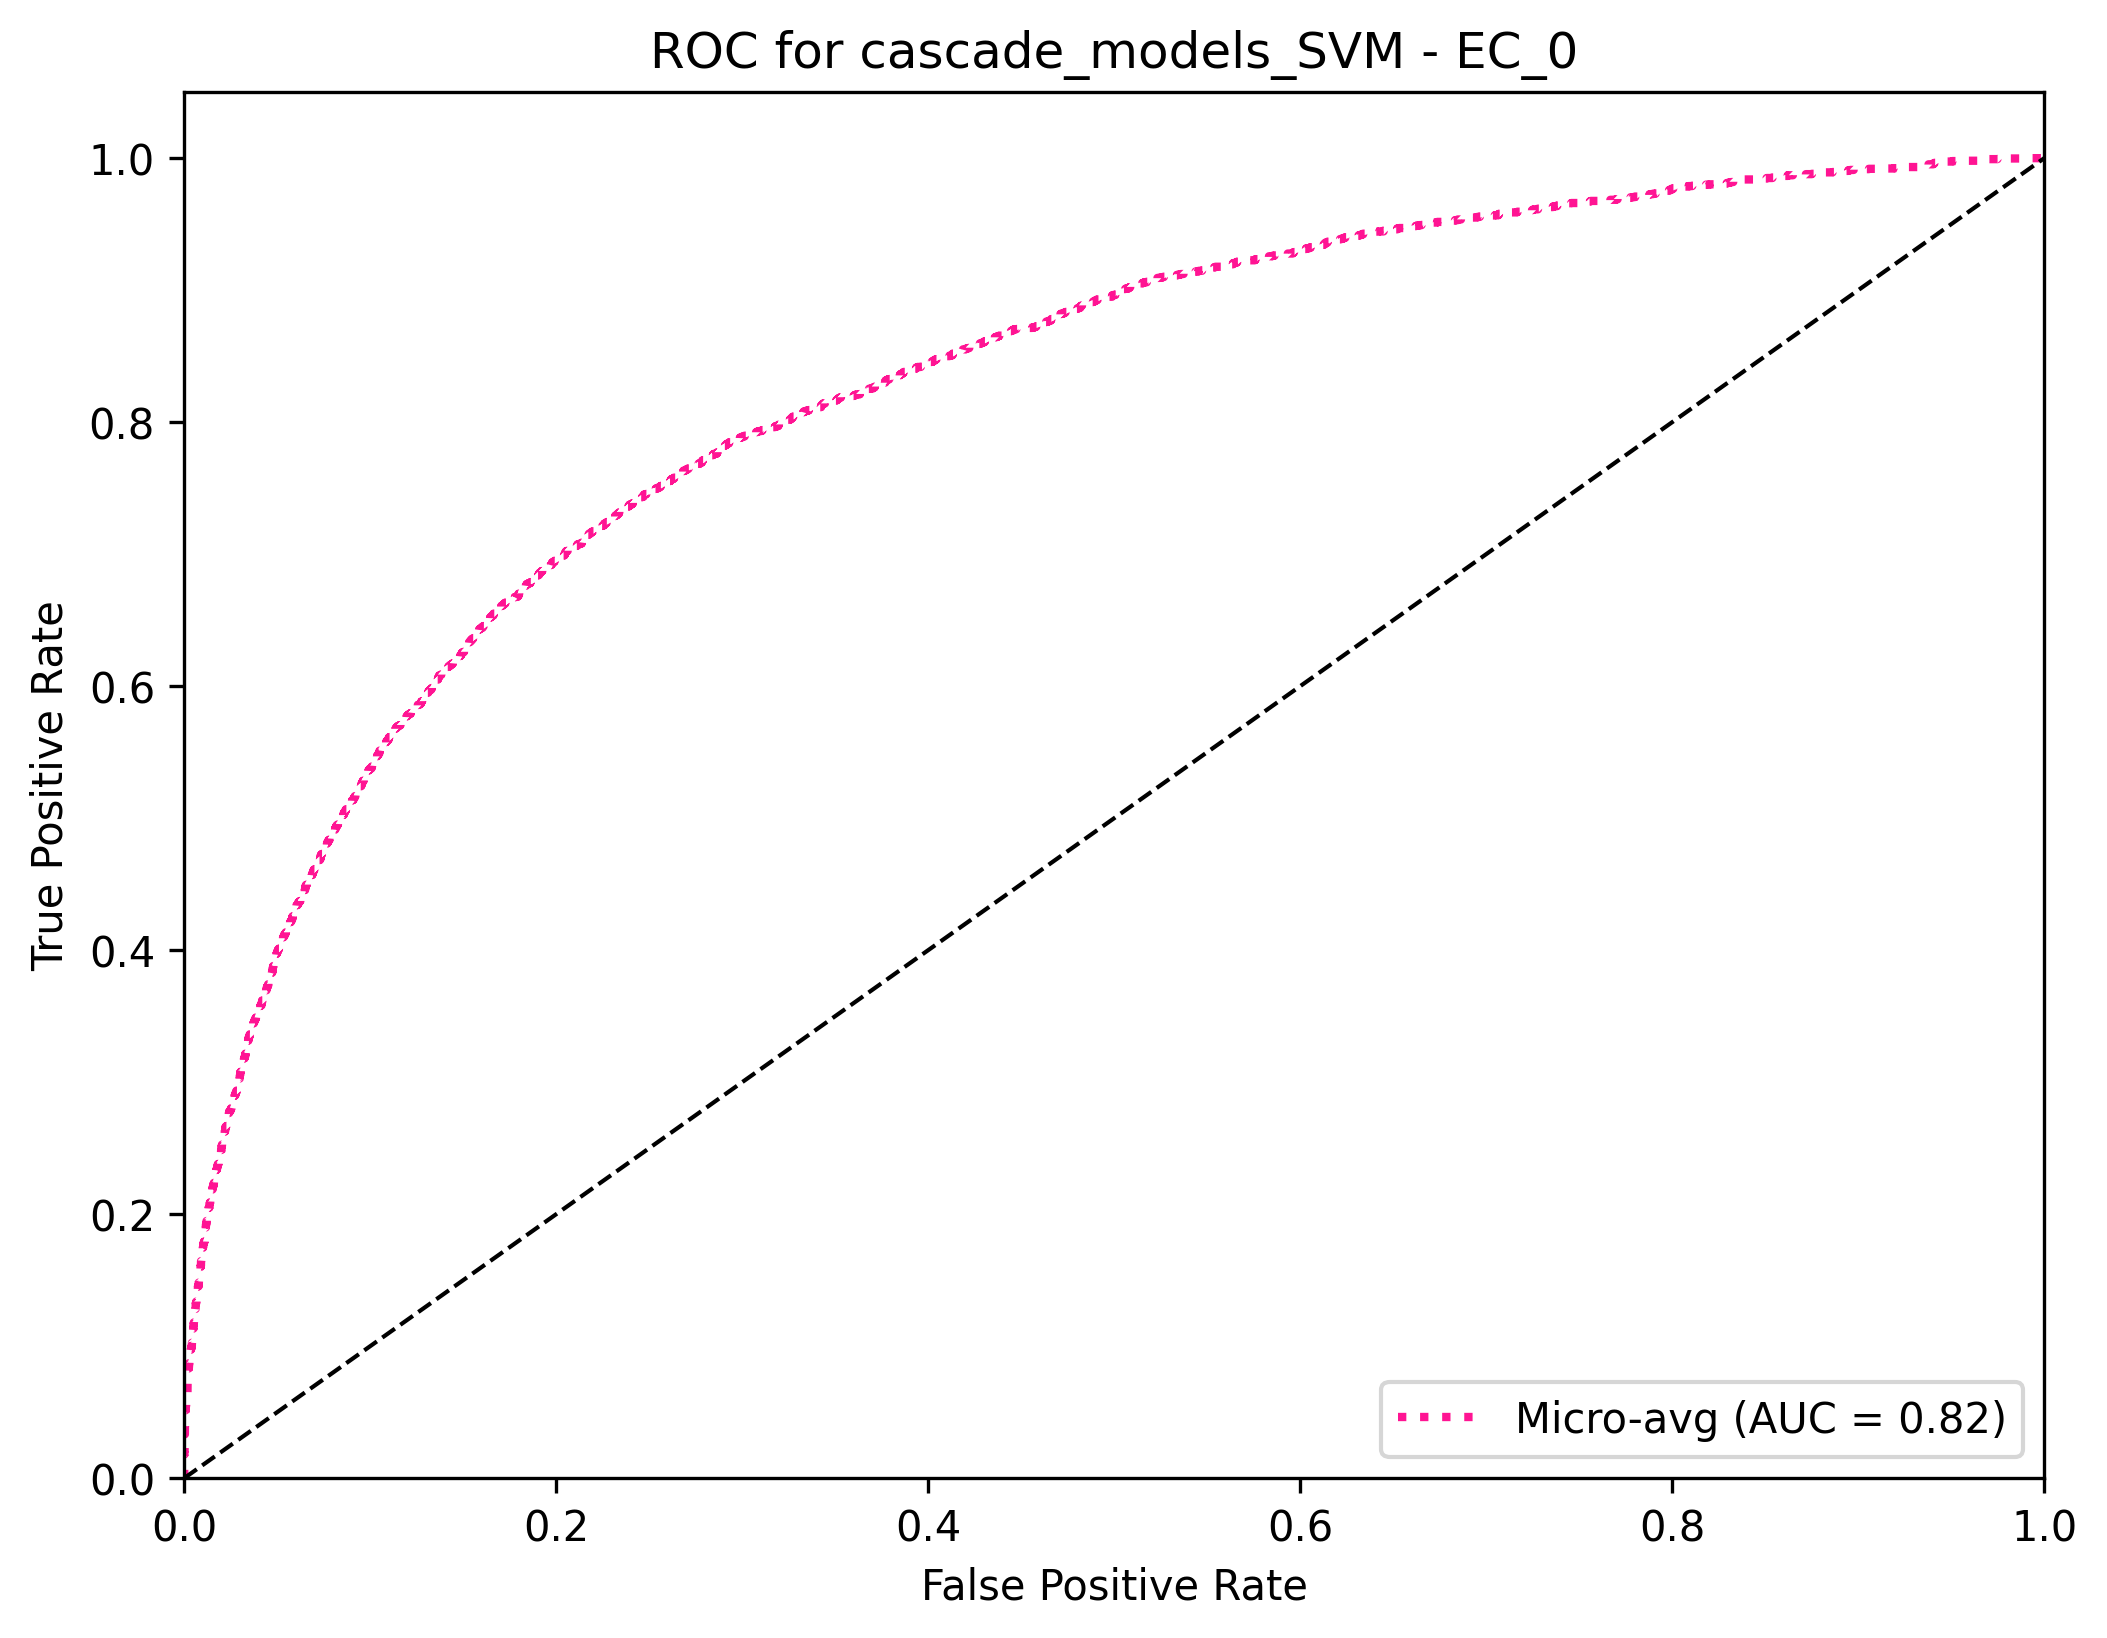 ROC for cascade_models_SVM - EC_0
True Positive Rate
1.0
0.8
0.6
0.4
0.2
0.0
Micro-avg (AUC = 0.82)
0.0 0.2 0.4 0.6 0.8 1.0
False Positive Rate